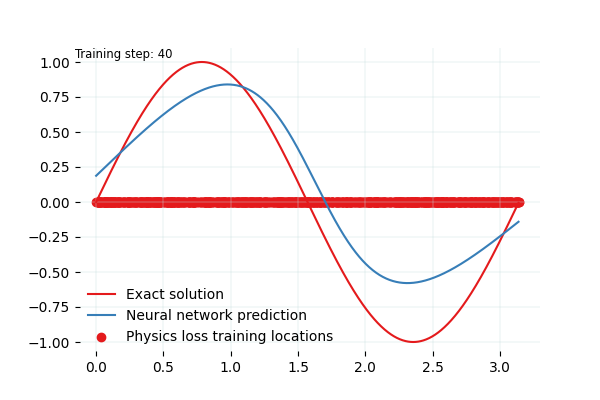 Training step: 40
1.00
0.75
0.50
0.25
0.00
−0.25
−0.50
−0.75
−1.00
Exact solution
Neural network prediction
Physics loss training locations
0.0 0.5 1.0 1.5 2.0 2.5 3.0